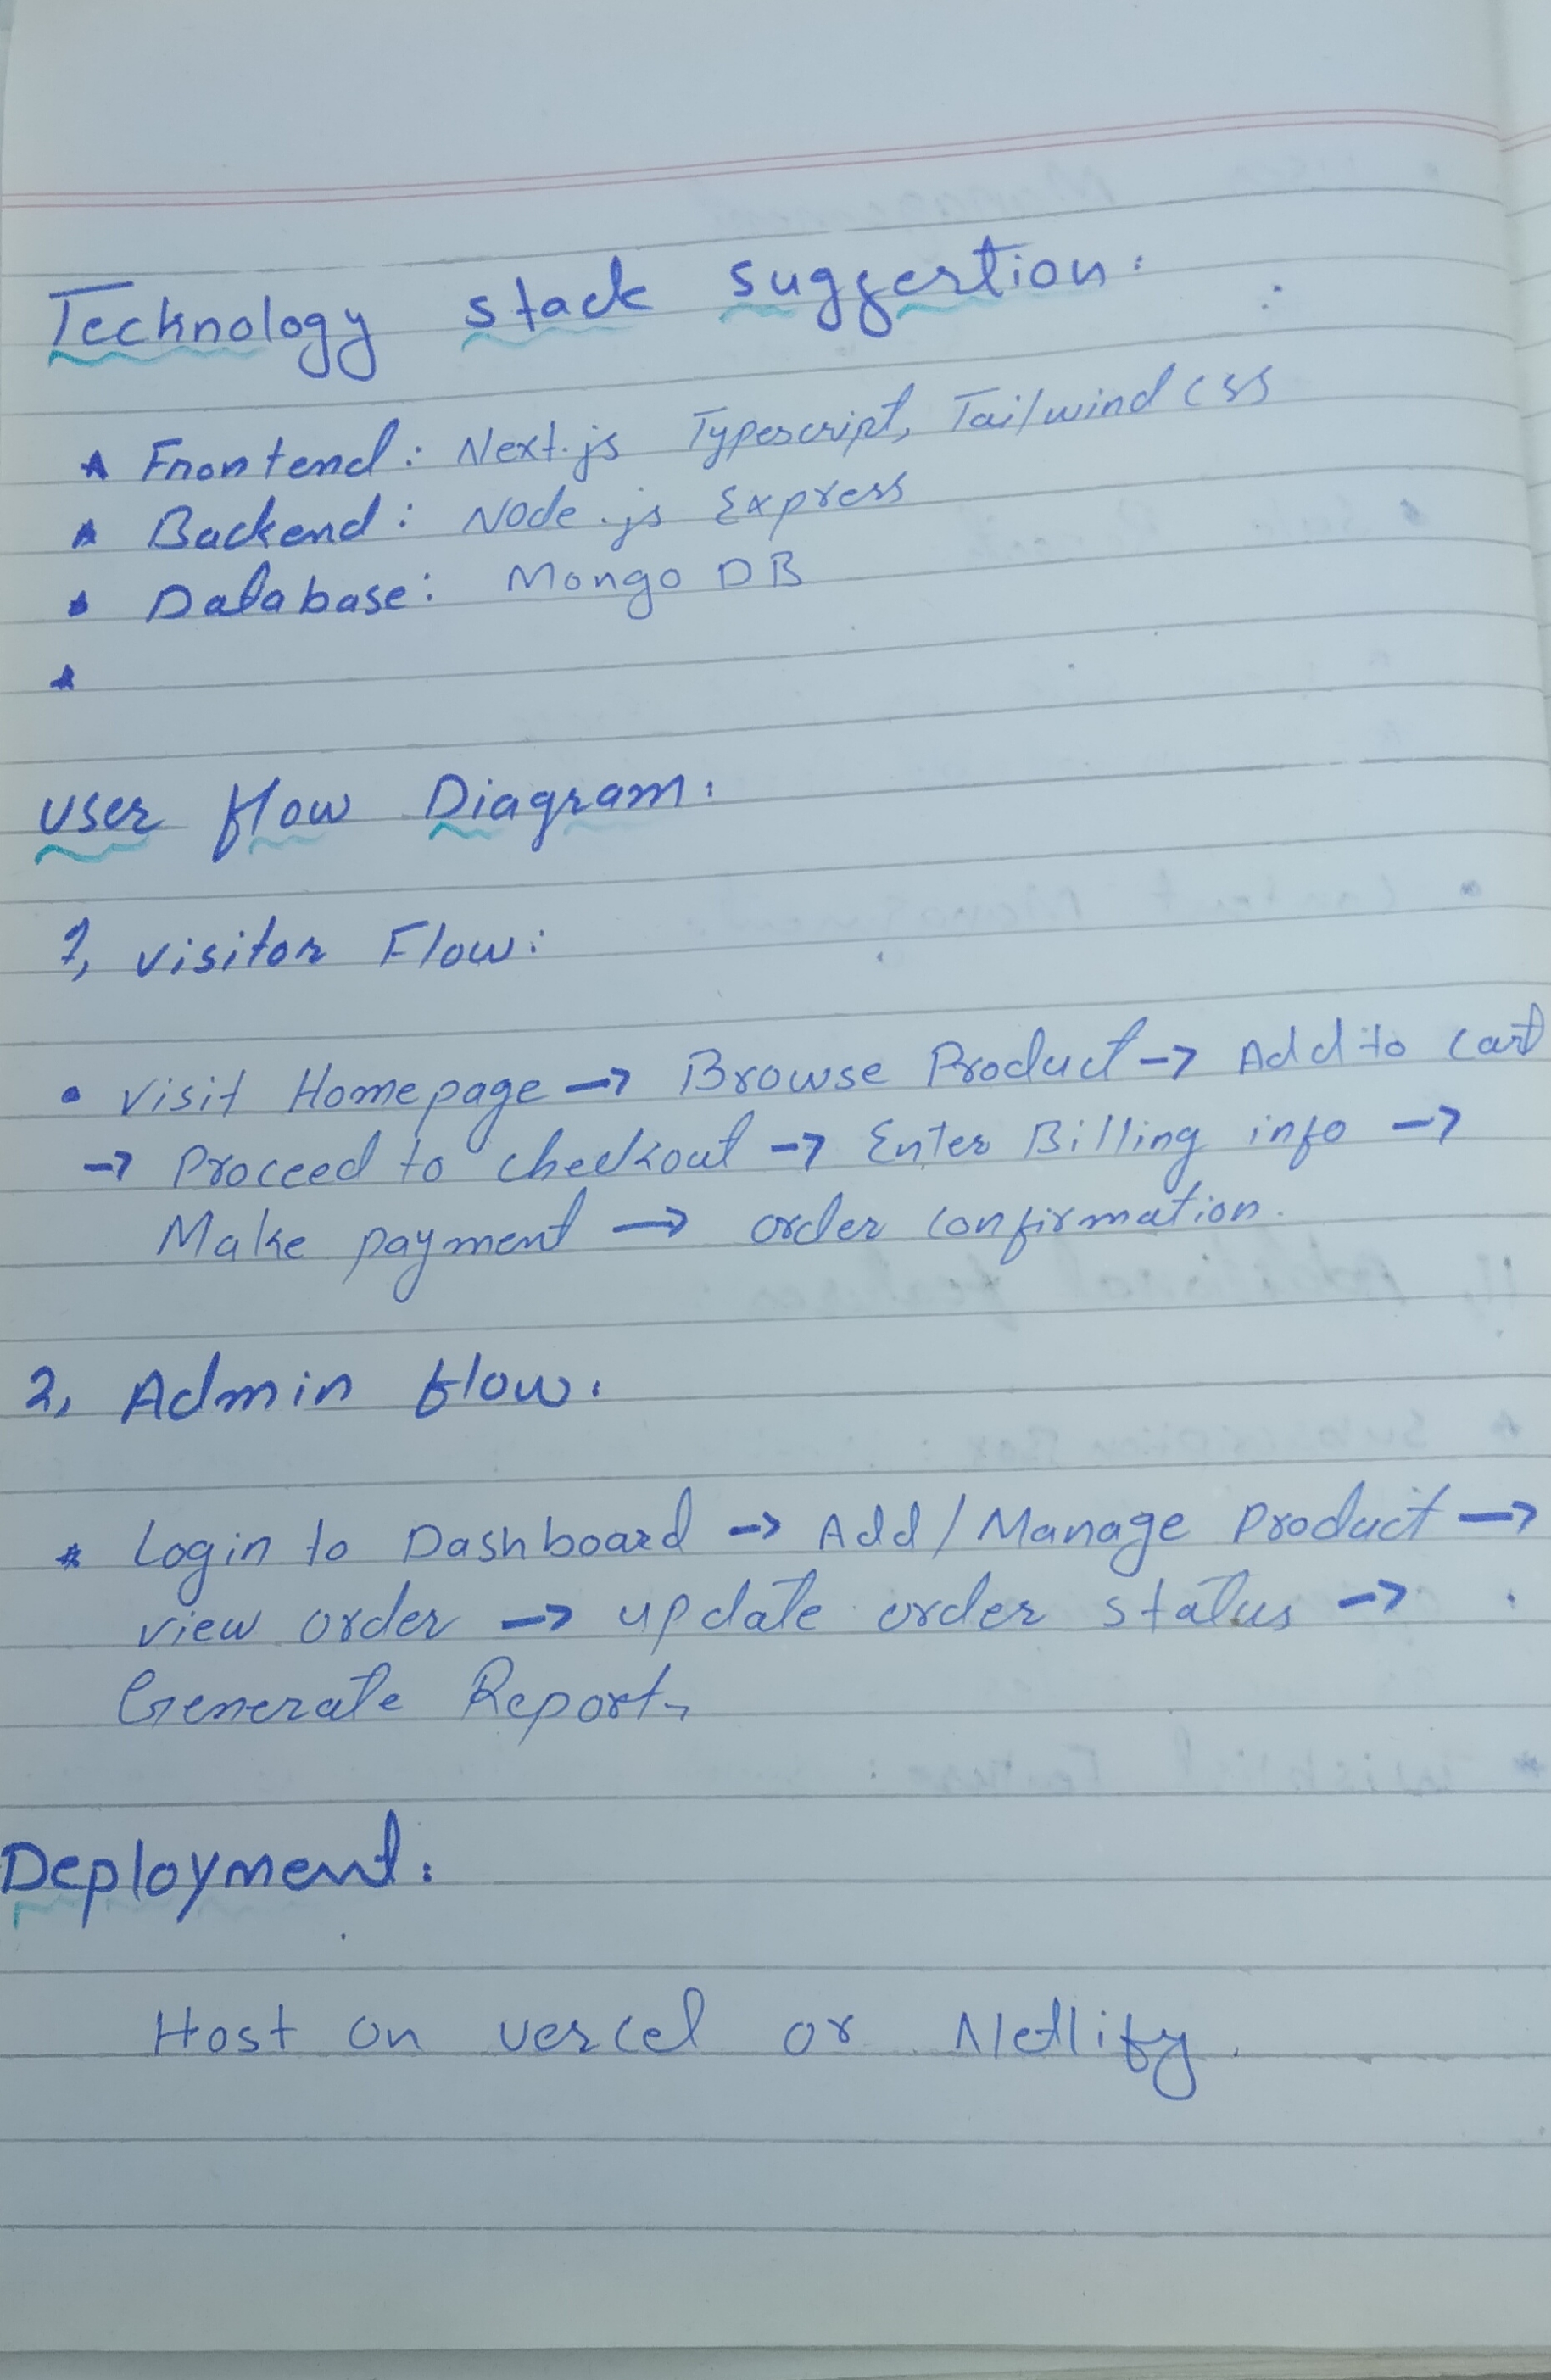 Technology stack suggestion:
* Frontend: Next.js Typescript, Tailwind CSS
* Backend: Node.js Express
* Database: Mongo DB
*
User flow Diagram:
1, visitor Flow:
• visit Homepage → Browse Product → Add to Cart
→ Proceed to checkout → Enter Billing info →
Make payment → order confirmation.
2, Admin flow:
* Login to Dashboard → Add/Manage Product →
view order → update order status →
Generate Report,
Deployment:
Host on vercel or Netlify.